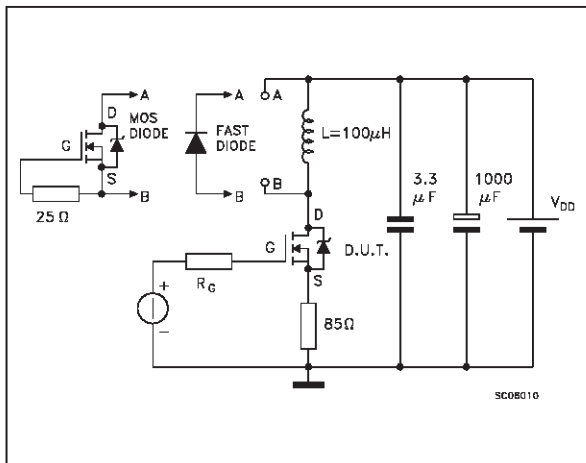 A
D
MOS
DIODE
G
S
B
25 Ω
A
FAST
DIODE
B
A
L=100μH
B
D
G
D.U.T.
S
RG
+
−
85Ω
3.3
μF
1000
μF
VDD
SC06010